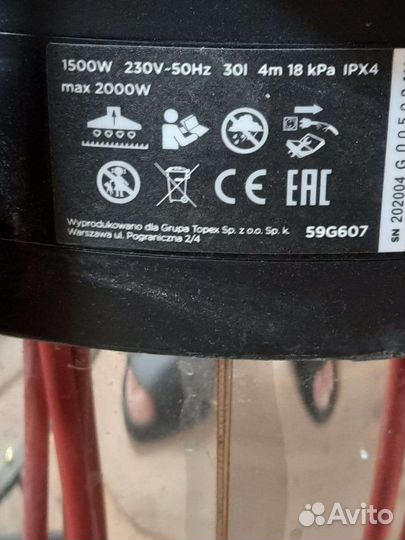 1500W 230V~50Hz 30l 4m 18 kPa IPX4
max 2000W
CE EAC
Wyprodukowano dla Grupa Topex Sp. z o.o. Sp. k.
Warszawa ul. Pograniczna 2/4
59G607
SN 202004 G
Avito